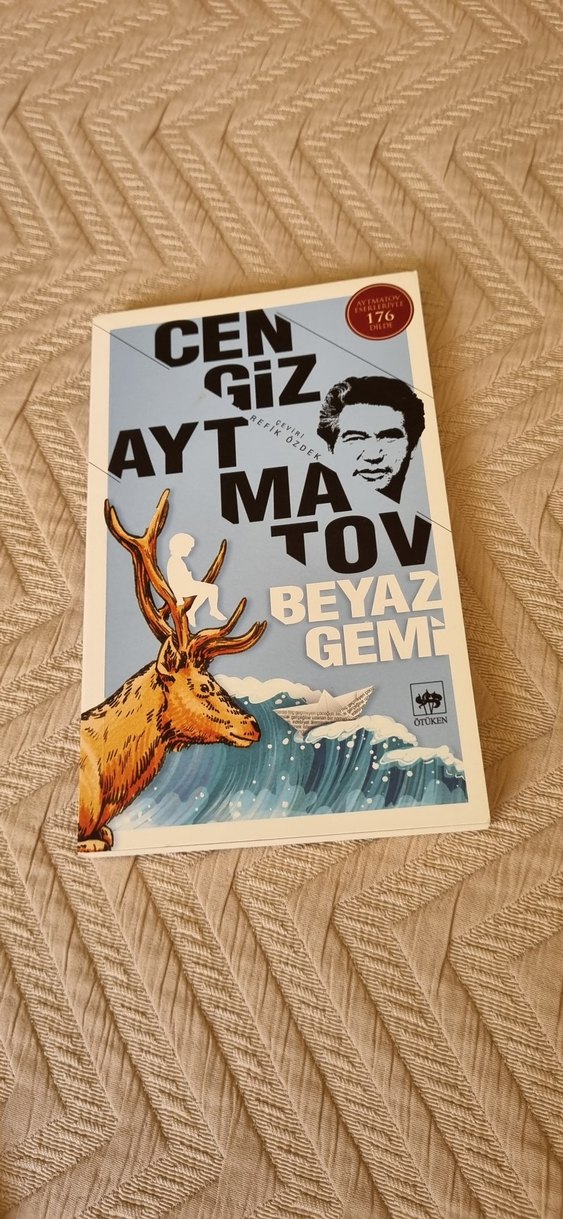 AYTMATOV
ESERLERİYLE
176
DİLDE
CEN
GİZ
ÇEVİRİ
REFİK ÖZDEK
AYT
MA
TOV
BEYAZ
GEMİ
ÖTÜKEN